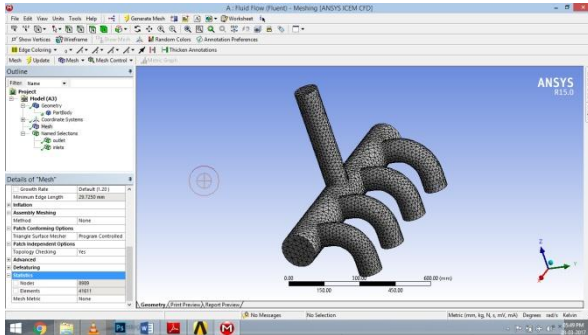 A : Fluid Flow (Fluent) - Meshing [ANSYS ICEM CFD]
File Edit View Units Tools Help
Generate Mesh
Worksheet
Show Vertices Wireframe
Random Colors Annotation Preferences
Edge Coloring
Thicken Annotations
Mesh Update Mesh Mesh Control
Outline
Filter: Name
Project
Model (A3)
Geometry
PartBody
Coordinate Systems
Mesh
Named Selections
outlet
inlets
ANSYS
R15.0
Details of "Mesh"
Growth Rate Default (1.20)
Minimum Edge Length 29.7250 mm
Inflation
Assembly Meshing
Method None
Patch Conforming Options
Triangle Surface Mesher Program Controlled
Patch Independent Options
Topology Checking Yes
Advanced
Defeaturing
Statistics
Nodes
Elements 41011
Mesh Metric None
0.00 600.00 (mm)
150.00 450.00
Z
Y
Geometry Print Preview Report Preview
No Messages No Selection Metric (mm, kg, N, s, mV, mA) Degrees rad/s Kelvin